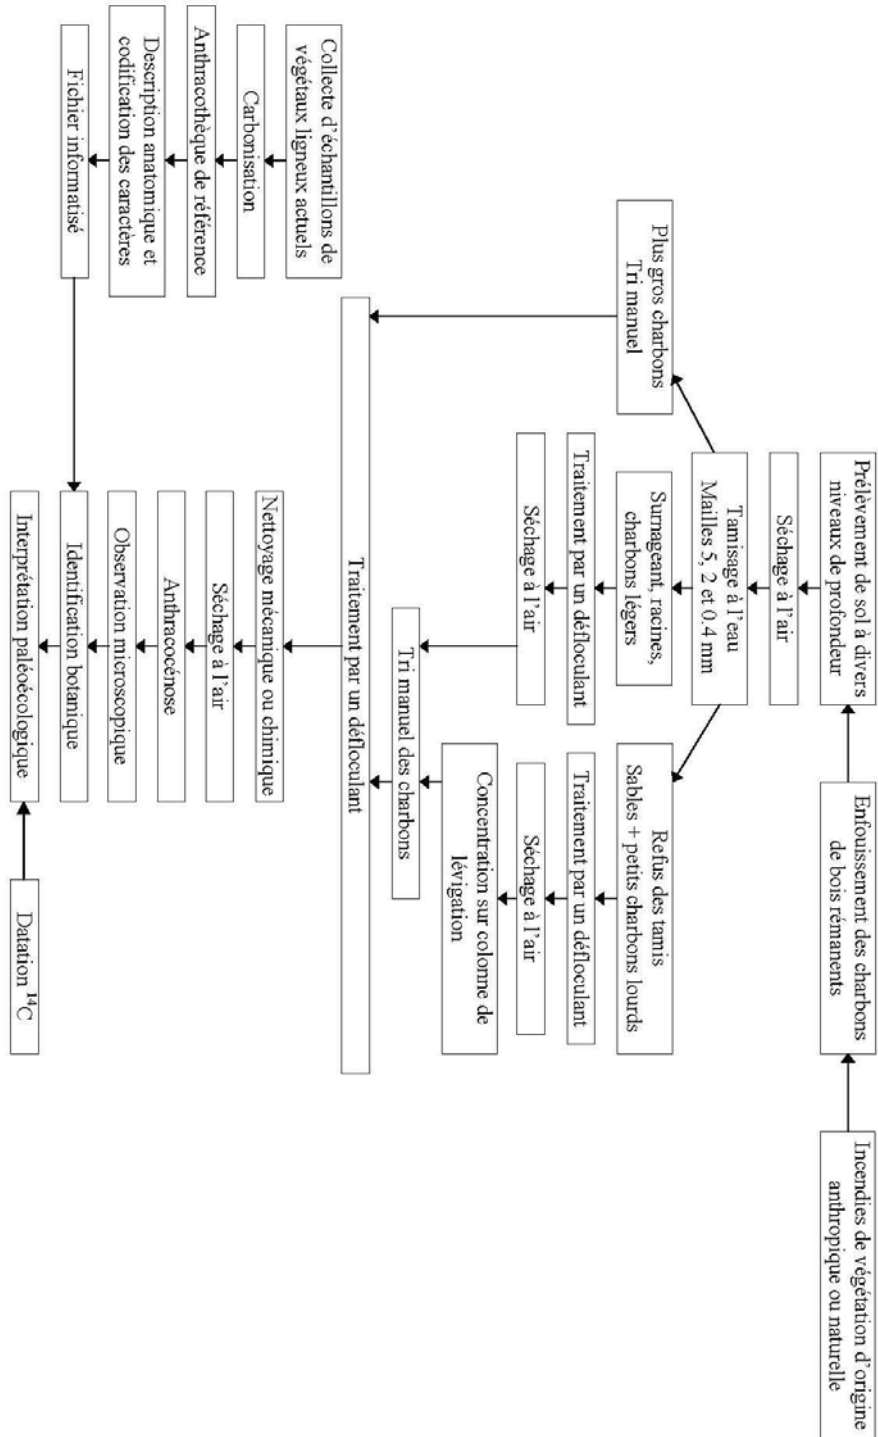 Incendies de végétation d'origine
anthropique ou naturelle
Enfouissement des charbons
de bois rémanents
Prélèvement de sol à divers
niveaux de profondeur
Séchage à l'air
Tamisage à l'eau
Mailles 5, 2 et 0.4 mm
Plus gros charbons
Tri manuel
Surnageant, racines,
charbons légers
Traitement par un défloculant
Séchage à l'air
Refus des tamis
Sables + petits charbons lourds
Traitement par un défloculant
Séchage à l'air
Concentration sur colonne de
lévigation
Tri manuel des charbons
Traitement par un défloculant
Nettoyage mécanique ou chimique
Séchage à l'air
Anthracocénose
Observation microscopique
Identification botanique
Interprétation paléoécologique
Datation ¹⁴C
Collecte d'échantillons de
végétaux ligneux actuels
Carbonisation
Anthracothèque de référence
Description anatomique et
codification des caractères
Fichier informatisé